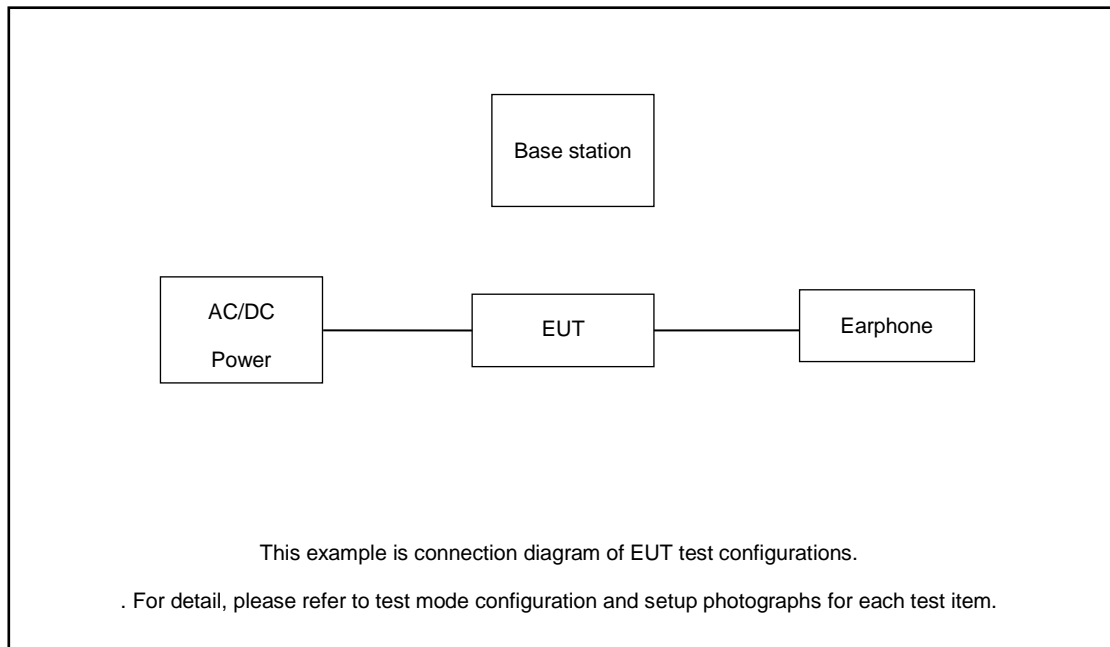 Base station
AC/DC
Power
EUT
Earphone
This example is connection diagram of EUT test configurations.
. For detail, please refer to test mode configuration and setup photographs for each test item.